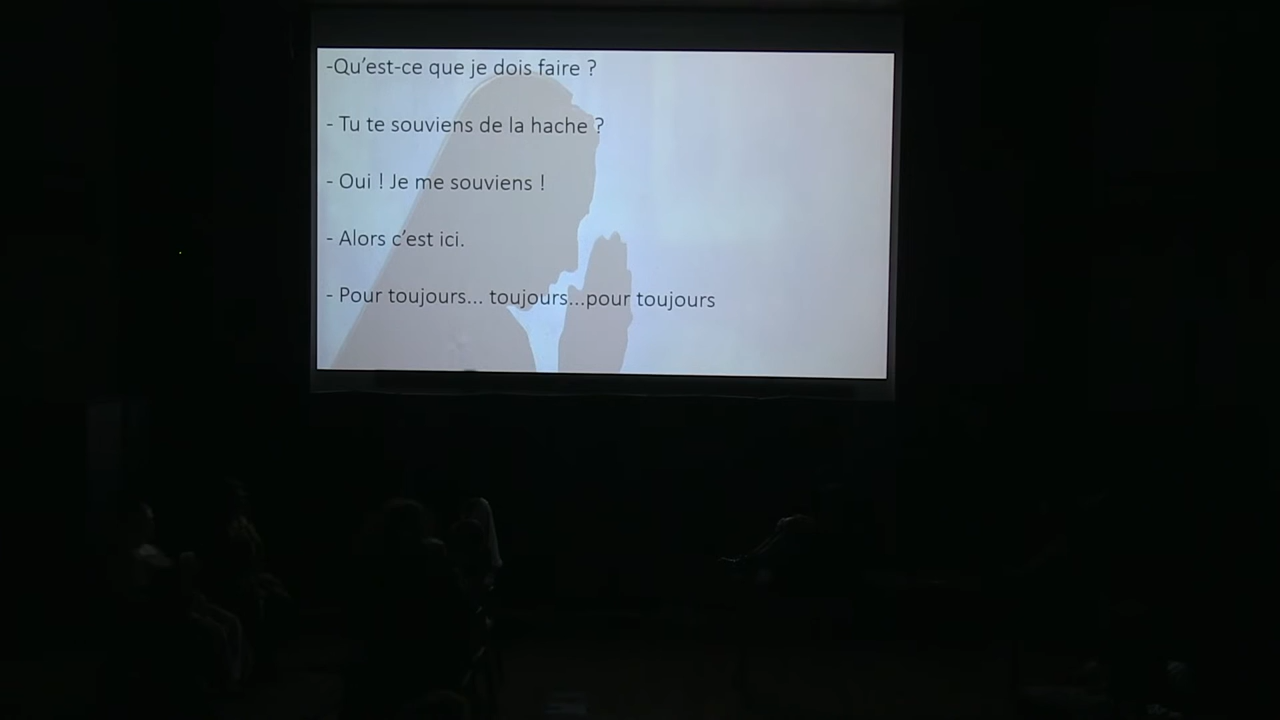 -Qu’est-ce que je dois faire ?
- Tu te souviens de la hache ?
- Oui ! Je me souviens !
- Alors c’est ici.
- Pour toujours... toujours...pour toujours